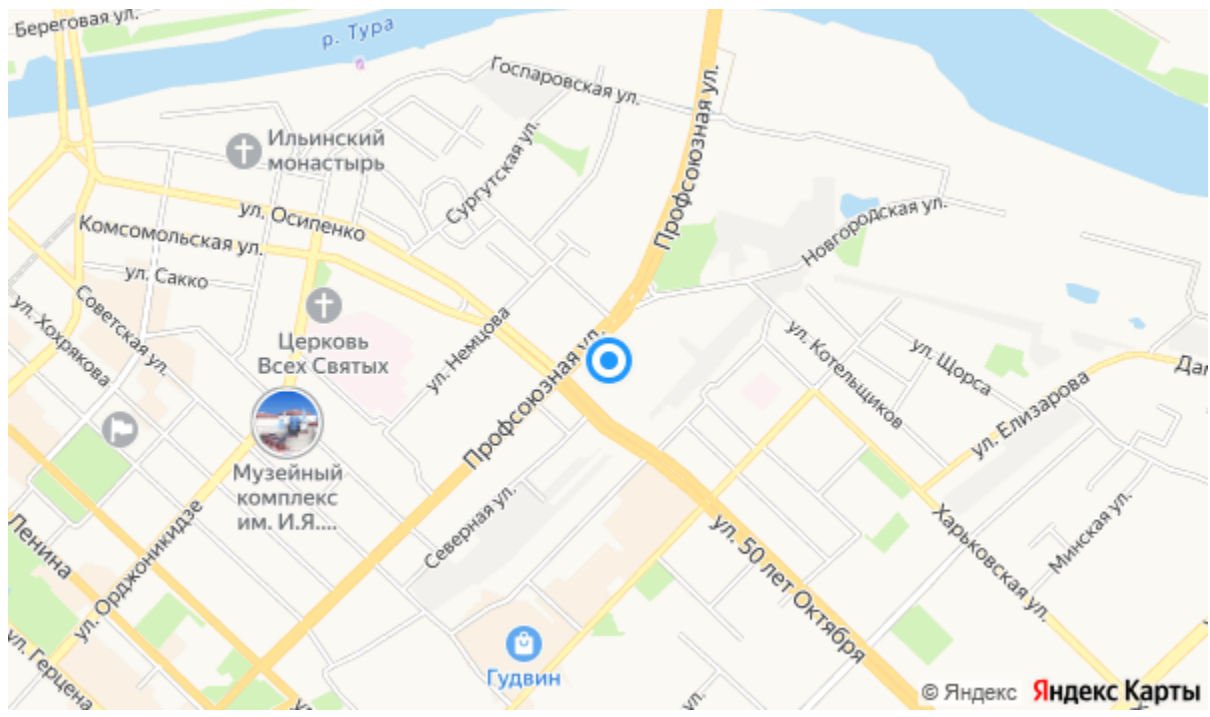 Береговая ул.
р. Тура
Госпаровская ул.
Профсоюзная ул.
Ильинский
монастырь
Сургутская ул.
ул. Осипенко
Новгородская ул.
Комсомольская ул.
ул. Сакко
Советская ул.
ул. Хохрякова
Церковь
Всех Святых
ул. Немцова
Профсоюзная ул.
ул. Котельщиков
ул. Щорса
ул. Елизарова
Дам
Музейный
комплекс
им. И.Я....
Северная ул.
Ленина
ул. Орджоникидзе
ул. 50 лет Октября
Харьковская ул.
Минская ул.
ул. Герцена
Гудвин
ул.
© Яндекс Яндекс Карты